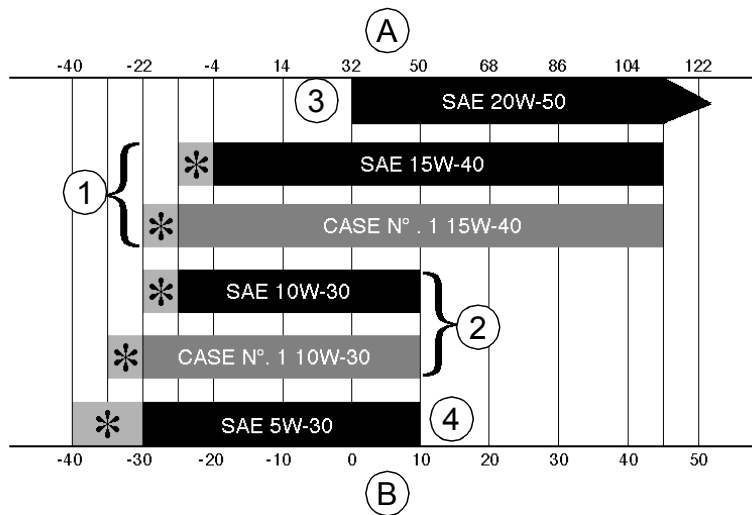 A
-40 -22 -4 14 32 50 68 86 104 122
3 SAE 20W-50
* SAE 15W-40
1
* CASE N° . 1 15W-40
* SAE 10W-30
2
* CASE N°. 1 10W-30
* SAE 5W-30 4
-40 -30 -20 -10 0 10 20 30 40 50
B